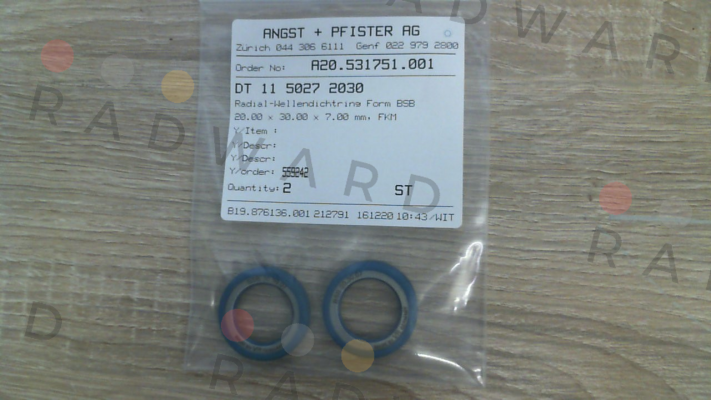 ANGST + PFISTER AG
Zürich 044 306 6111 Genf 022 979 2800
Order No: A20.531751.001
DT 11 5027 2030
Radial-Wellendichtring Form BSB
20.00 x 30.00 x 7.00 mm, FKM
Y/Item :
Y/Descr:
Y/Descr:
Y/order:
Quantity: 2 ST
B19.876136.001 212791 161220 10:43/WIT
RADWARD